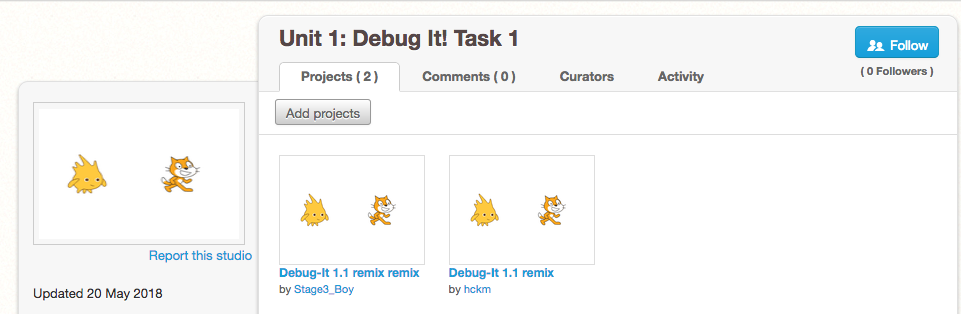 Unit 1: Debug It! Task 1
Follow
( 0 Followers )
Projects ( 2 ) Comments ( 0 ) Curators Activity
Add projects
Report this studio
Updated 20 May 2018
Debug-It 1.1 remix remix
by Stage3_Boy
Debug-It 1.1 remix
by hckm